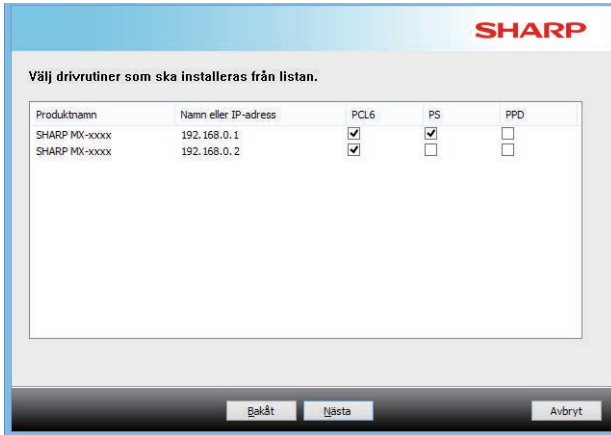 SHARP
Välj drivrutiner som ska installeras från listan.
Produktnamn Namn eller IP-adress PCL6 PS PPD
SHARP MX-xxxx 192.168.0.1
SHARP MX-xxxx 192.168.0.2
Bakåt Nästa Avbryt